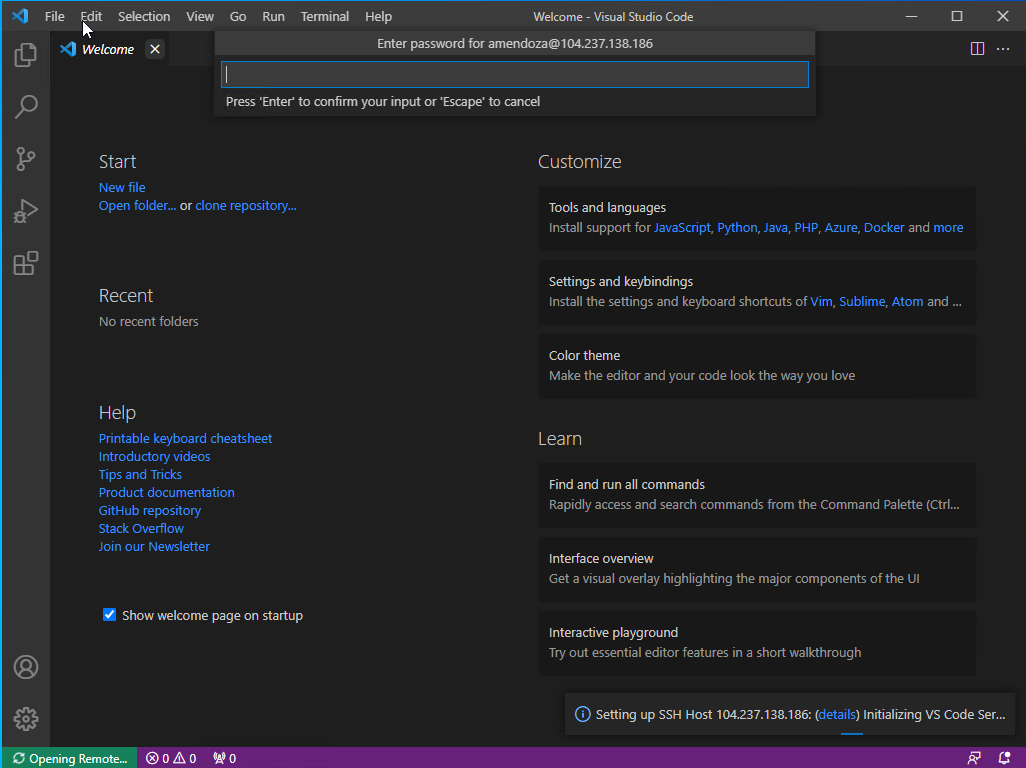 File Edit Selection View Go Run Terminal Help Welcome - Visual Studio Code
Welcome
Enter password for amendoza@104.237.138.186
Press 'Enter' to confirm your input or 'Escape' to cancel
Start
New file
Open folder... or clone repository...
Recent
No recent folders
Help
Printable keyboard cheatsheet
Introductory videos
Tips and Tricks
Product documentation
GitHub repository
Stack Overflow
Join our Newsletter
Show welcome page on startup
Customize
Tools and languages
Install support for JavaScript, Python, Java, PHP, Azure, Docker and more
Settings and keybindings
Install the settings and keyboard shortcuts of Vim, Sublime, Atom and ...
Color theme
Make the editor and your code look the way you love
Learn
Find and run all commands
Rapidly access and search commands from the Command Palette (Ctrl...
Interface overview
Get a visual overlay highlighting the major components of the UI
Interactive playground
Try out essential editor features in a short walkthrough
Setting up SSH Host 104.237.138.186: (details) Initializing VS Code Ser...
Opening Remote... 0 0 0